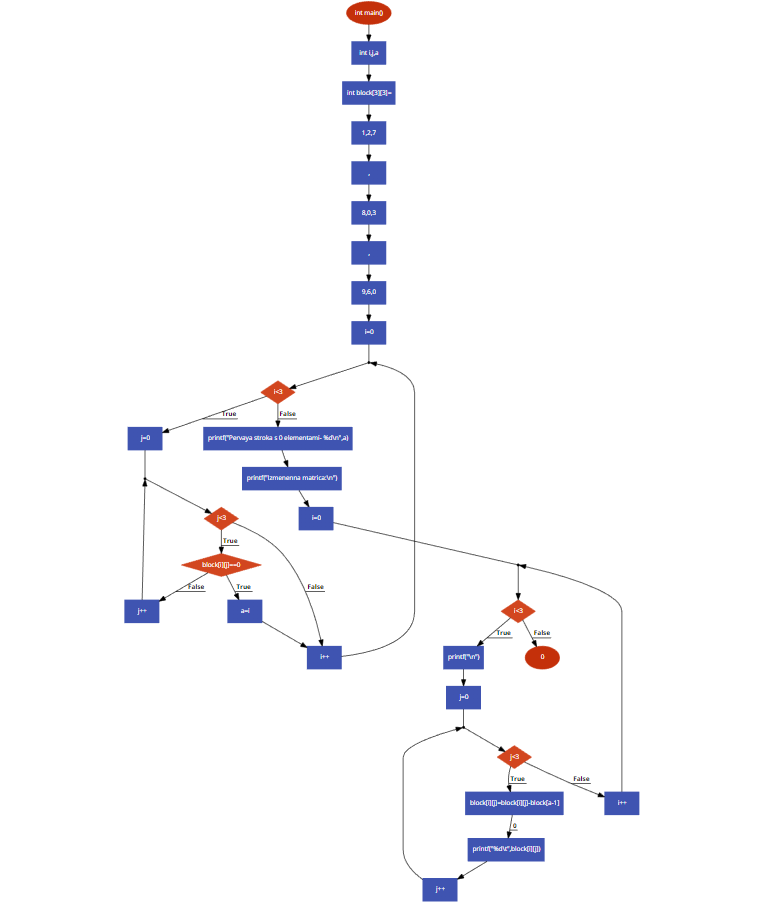 int main()
int i,j,a
int block[3][3]=
1,2,7
,
8,0,3
,
9,6,0
i=0
i<3
True
False
j=0
printf("Pervaya stroka s 0 elementami- %d\n",a)
printf("izmenenna matrica:\n")
j<3
i=0
True
block[i][j]==0
False
True
False
j++
a=i
i<3
True
False
i++
printf("\n")
0
j=0
j<3
True
False
block[i][j]=block[i][j]-block[a-1]
i++
0
printf("%d\t",block[i][j])
j++